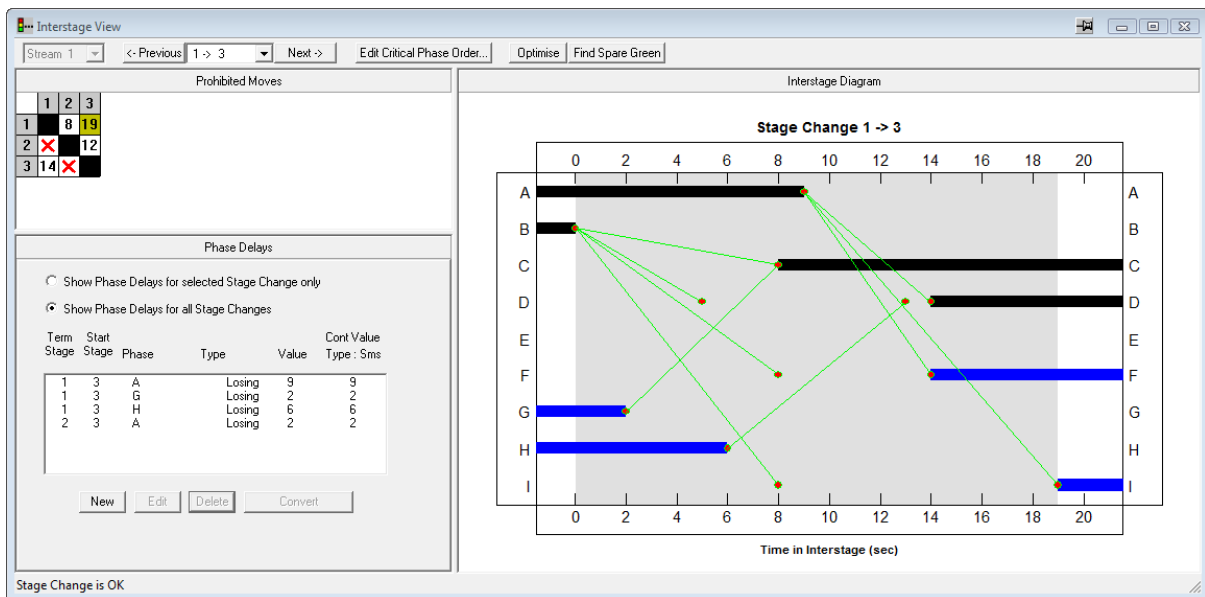 Interstage View
Stream 1 <- Previous 1 -> 3 Next -> Edit Critical Phase Order... Optimise Find Spare Green
Prohibited Moves
1 2 3
1 8 19
2 12
3 14
Phase Delays
Show Phase Delays for selected Stage Change only
Show Phase Delays for all Stage Changes
Term Start Cont Value
Stage Stage Phase Type Value Type : Sms
1 3 A Losing 9 9
1 3 G Losing 2 2
1 3 H Losing 6 6
2 3 A Losing 2 2
New Edit Delete Convert
Interstage Diagram
Stage Change 1 -> 3
0 2 4 6 8 10 12 14 16 18 20
A A
B B
C C
D D
E E
F F
G G
H H
I I
0 2 4 6 8 10 12 14 16 18 20
Time in Interstage (sec)
Stage Change is OK